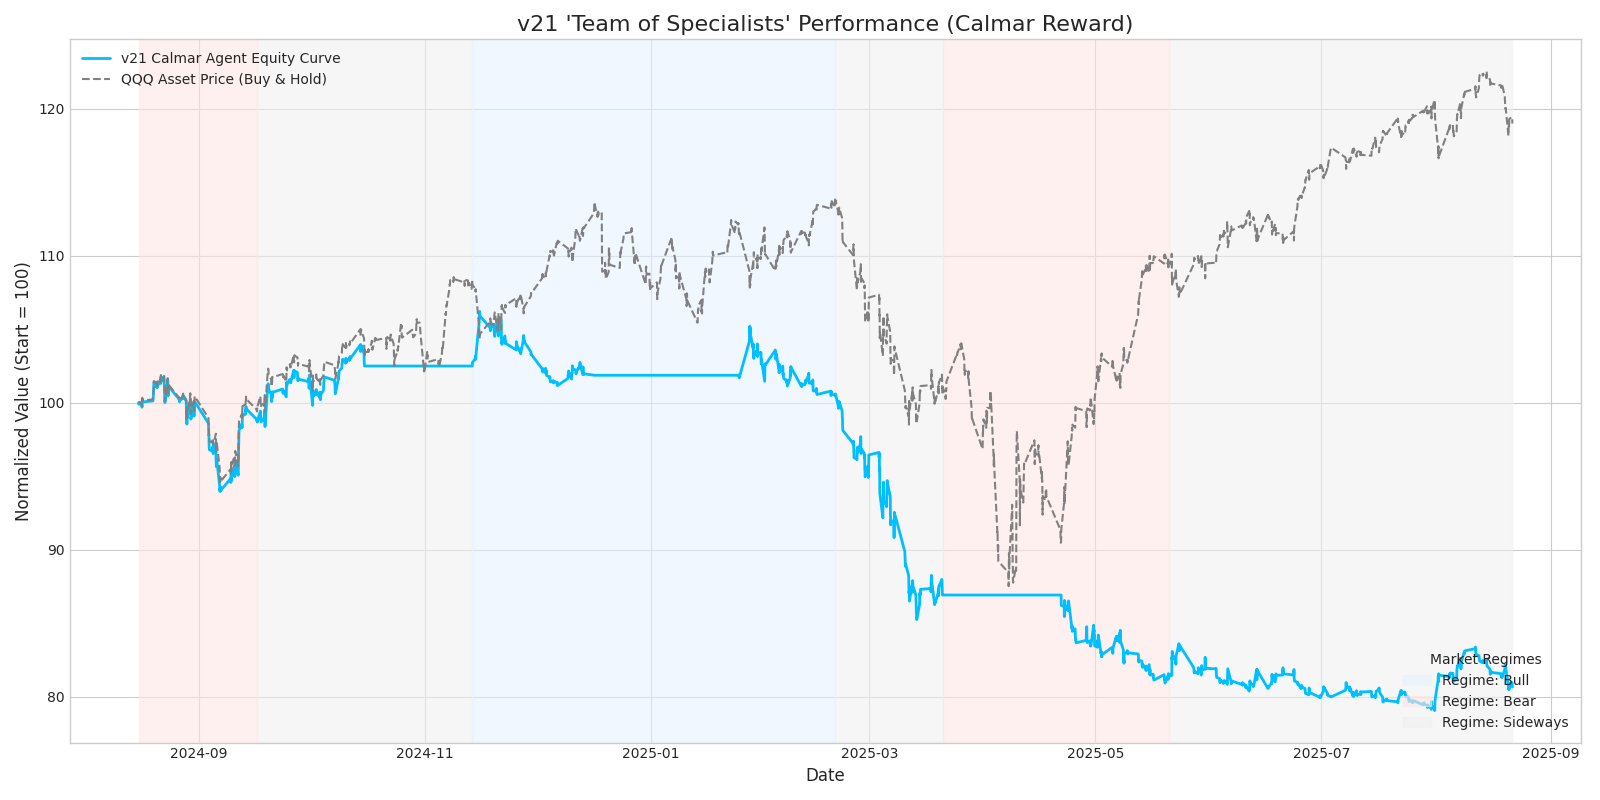 v21 'Team of Specialists' Performance (Calmar Reward)
v21 Calmar Agent Equity Curve
QQQ Asset Price (Buy & Hold)
Normalized Value (Start = 100)
120
110
100
90
80
Market Regimes
Regime: Bull
Regime: Bear
Regime: Sideways
2024-09
2024-11
2025-01
2025-03
2025-05
2025-07
2025-09
Date